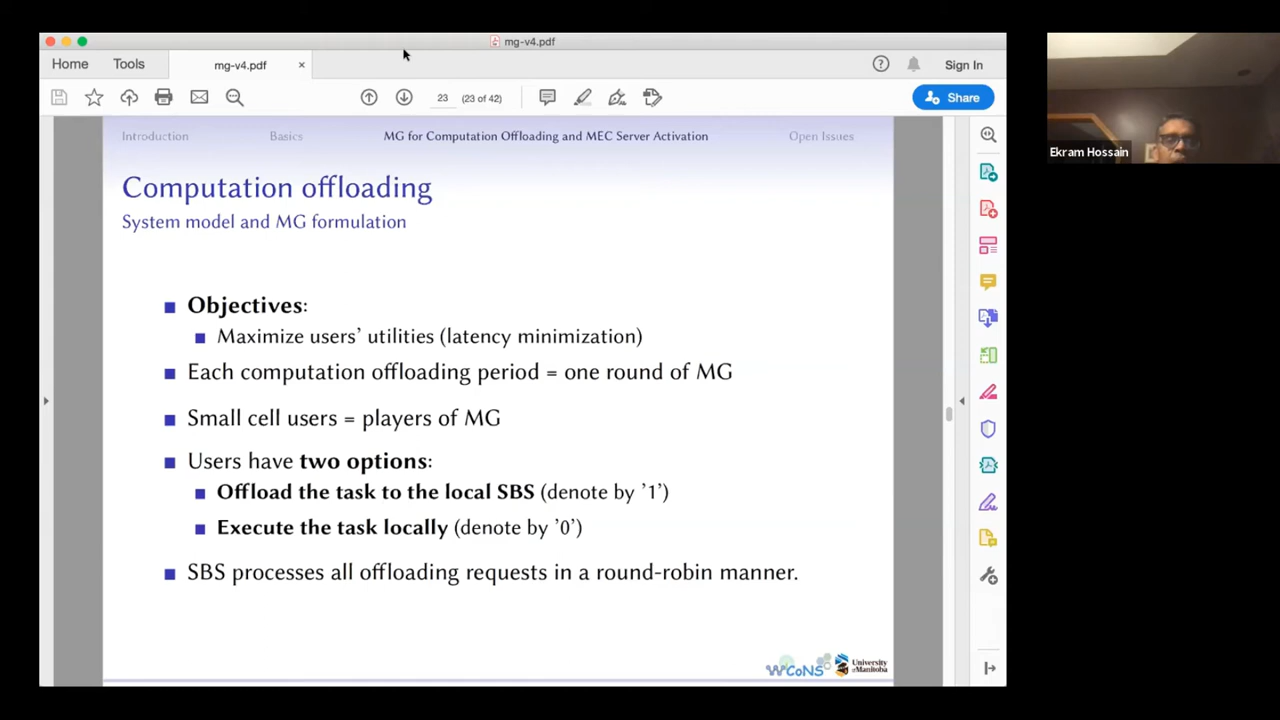 mg-v4.pdf
Home
Tools
mg-v4.pdf
×
Sign In
23
(23 of 42)
Share
Introduction
Basics
MG for Computation Offloading and MEC Server Activation
Open Issues
Computation offloading
System model and MG formulation
Objectives:
Maximize users’ utilities (latency minimization)
Each computation offloading period = one round of MG
Small cell users = players of MG
Users have two options:
Offload the task to the local SBS (denote by ’1’)
Execute the task locally (denote by ’0’)
SBS processes all offloading requests in a round-robin manner.
WCoNS
University
of Manitoba
Ekram Hossain